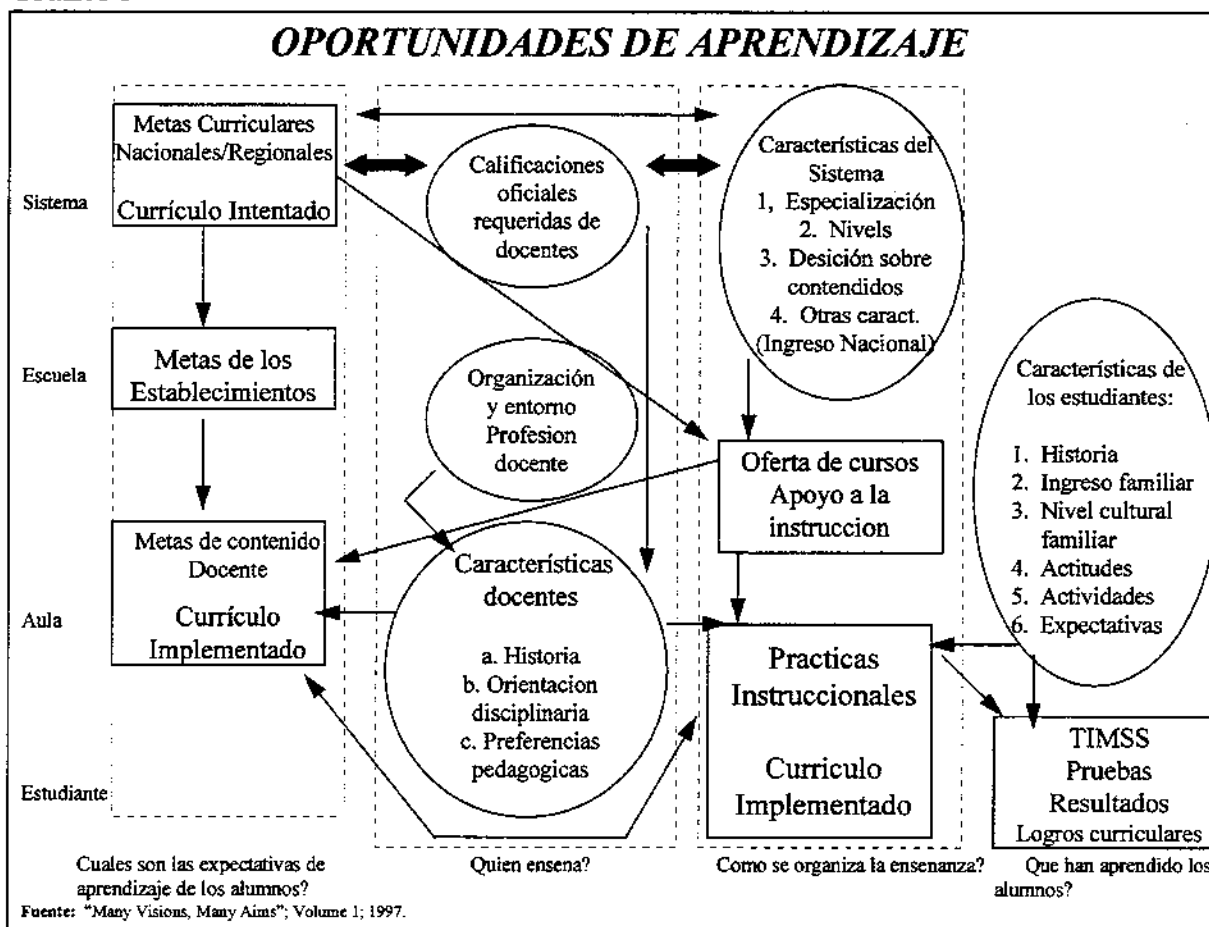 OPORTUNIDADES DE APRENDIZAJE
Sistema
Metas Curriculares
Nacionales/Regionales
Currículo Intentado
Calificaciones
oficiales
requeridas de
docentes
Características del
Sistema
1, Especialización
2. Nivels
3. Desición sobre
contendidos
4. Otras caract.
(Ingreso Nacional)
Escuela
Metas de los
Establecimientos
Organización
y entorno
Profesion
docente
Oferta de cursos
Apoyo a la
instruccion
Características de
los estudiantes:
1. Historia
2. Ingreso familiar
3. Nivel cultural
familiar
4. Actitudes
5. Actividades
6. Expectativas
Aula
Metas de contenido
Docente
Currículo
Implementado
Características
docentes
a. Historia
b. Orientacion
disciplinaria
c. Preferencias
pedagogicas
Practicas
Instruccionales
Curriculo
Implementado
TIMSS
Pruebas
Resultados
Logros curriculares
Estudiante
Cuales son las expectativas de
aprendizaje de los alumnos?
Quien ensena?
Como se organiza la ensenanza?
Que han aprendido los
alumnos?
Fuente: "Many Visions, Many Aims"; Volume 1; 1997.